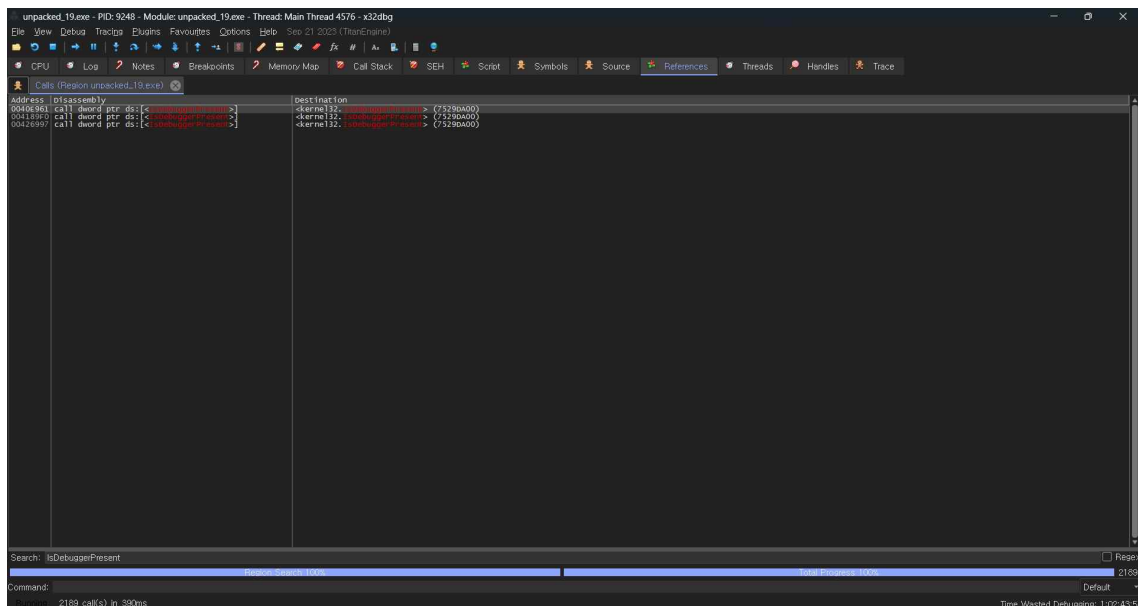 unpacked_19.exe - PID: 9248 - Module: unpacked_19.exe - Thread: Main Thread 4576 - x32dbg
File View Debug Tracing Plugins Favourites Options Help Sep 21 2023 (TitanEngine)
CPU Log Notes Breakpoints Memory Map Call Stack SEH Script Symbols Source References Threads Handles Trace
Calls (Region unpacked_19.exe)
Address Disassembly Destination
0040E961 call dword ptr ds:[<IsDebuggerPresent>] <kernel32.IsDebuggerPresent> (7529DA00)
004189F0 call dword ptr ds:[<IsDebuggerPresent>] <kernel32.IsDebuggerPresent> (7529DA00)
00426997 call dword ptr ds:[<IsDebuggerPresent>] <kernel32.IsDebuggerPresent> (7529DA00)
Search: IsDebuggerPresent Regex
Region Search 100% Total Progress 100% 2189
Command: Default
Running 2189 call(s) in 390ms Time Wasted Debugging: 1:02:43:5